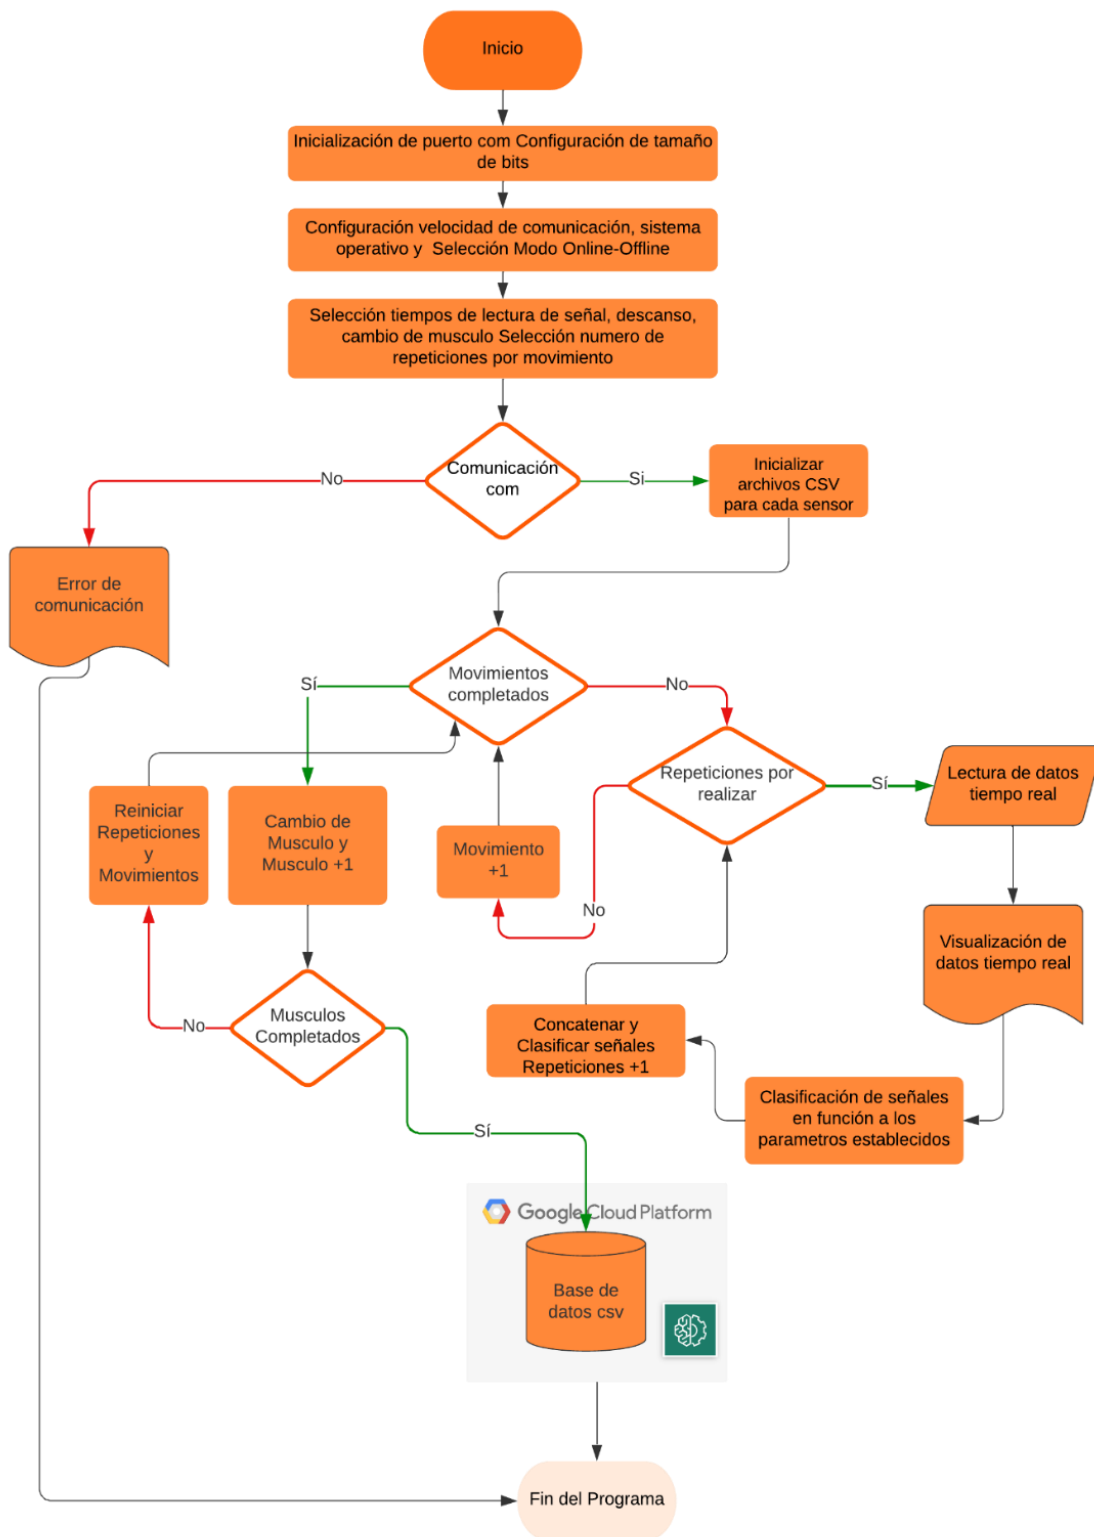 Inicio
Inicialización de puerto com Configuración de tamaño
de bits
Configuración velocidad de comunicación, sistema
operativo y  Selección Modo Online-Offline
Selección tiempos de lectura de señal, descanso,
cambio de musculo Selección numero de
repeticiones por movimiento
Comunicación
com
No
Si
Inicializar
archivos CSV
para cada sensor
Error de
comunicación
Movimientos
completados
Sí
No
Repeticiones por
realizar
Sí
Lectura de datos
tiempo real
Reiniciar
Repeticiones
y
Movimientos
Cambio de
Musculo y
Musculo +1
Movimiento
+1
No
Visualización de
datos tiempo real
Musculos
Completados
No
Concatenar y
Clasificar señales
Repeticiones +1
Clasificación de señales
en función a los
parametros establecidos
Sí
Google Cloud Platform
Base de
datos csv
Fin del Programa